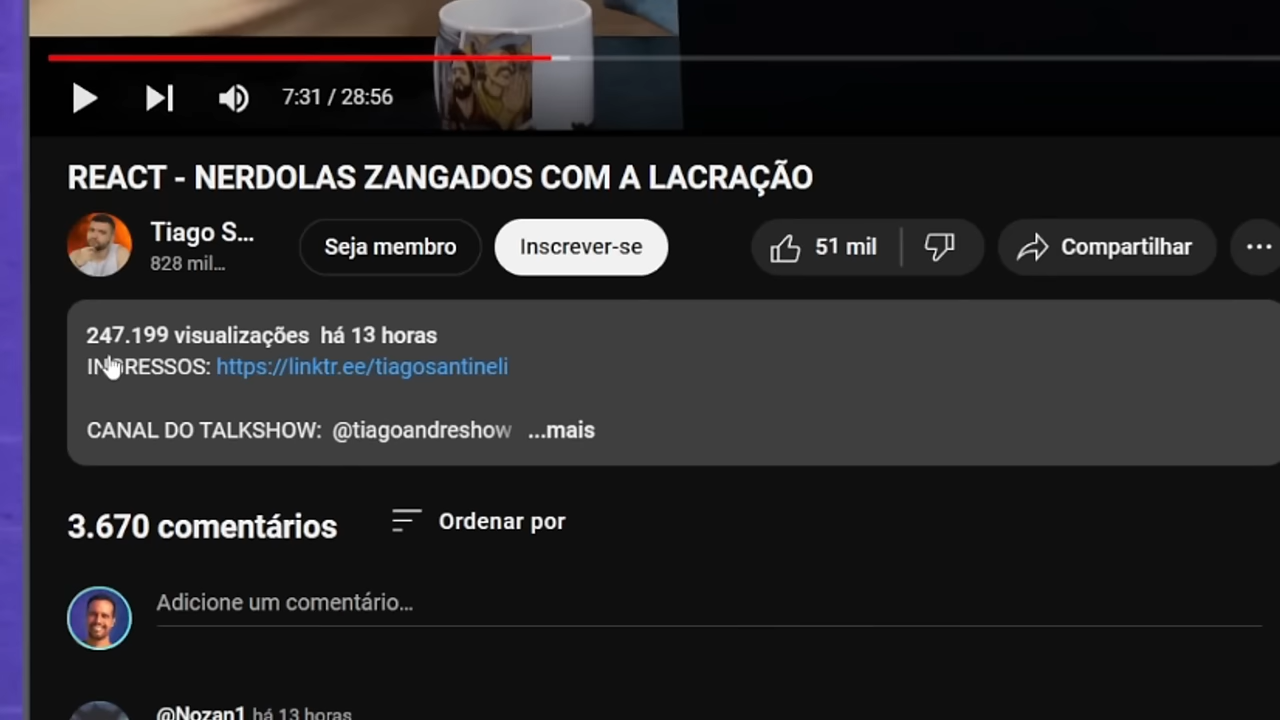 7:31 / 28:56
REACT - NERDOLAS ZANGADOS COM A LACRAÇÃO
Tiago S...
828 mil...
Seja membro
Inscrever-se
51 mil
Compartilhar
247.199 visualizações há 13 horas
INGRESSOS: https://linktr.ee/tiagosantineli
CANAL DO TALKSHOW: @tiagoandreshow ...mais
3.670 comentários
Ordenar por
Adicione um comentário...
@Nozan1 há 13 horas